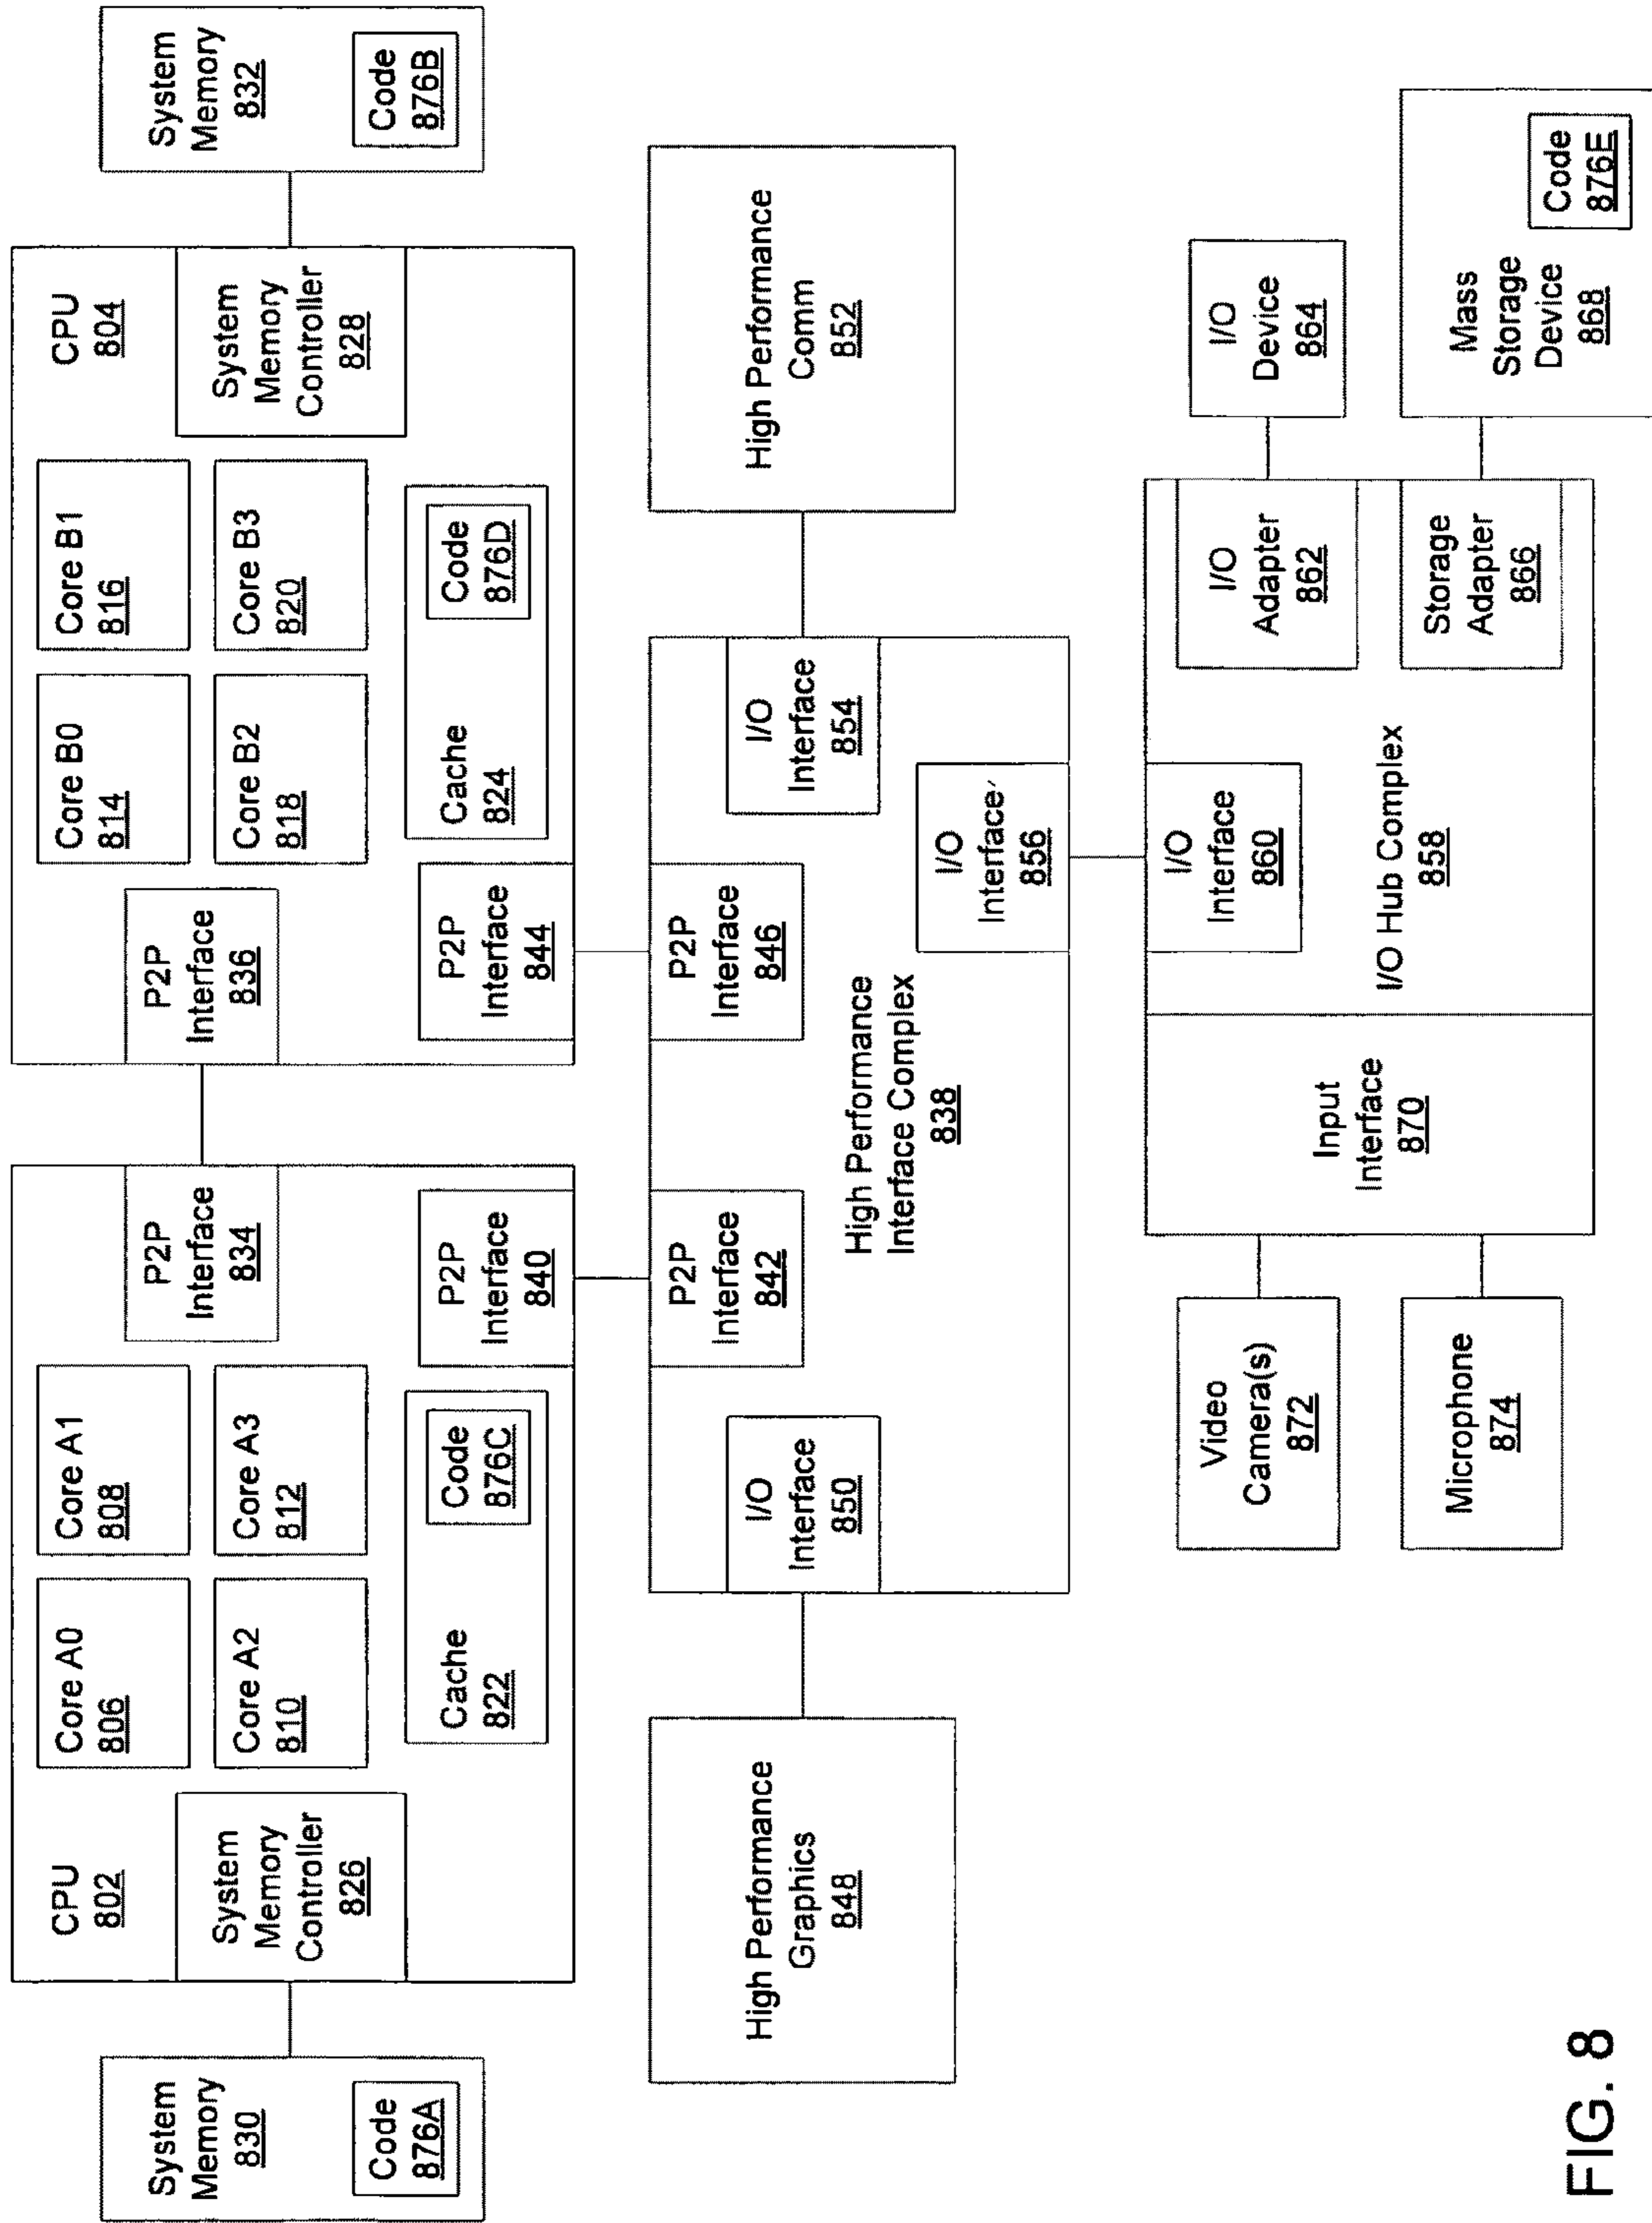 System
Memory
830
Code
876A
CPU
802
System
Memory
Controller
826
Core A0
806
Core A1
808
Core A2
810
Core A3
812
Cache
822
Code
876C
P2P
Interface
834
P2P
Interface
840
CPU
804
P2P
Interface
836
Core B0
814
Core B1
816
Core B2
818
Core B3
820
Cache
824
Code
876D
P2P
Interface
844
System
Memory
Controller
828
System
Memory
832
Code
876B
High Performance
Graphics
848
I/O
Interface
850
P2P
Interface
842
P2P
Interface
846
I/O
Interface
854
High Performance
Interface Complex
838
I/O
Interface
856
High Performance
Comm
852
Video
Camera(s)
872
Microphone
874
Input
Interface
870
I/O
Interface
860
I/O Hub Complex
858
I/O
Adapter
862
Storage
Adapter
866
I/O
Device
864
Mass
Storage
Device
868
Code
876E
FIG. 8